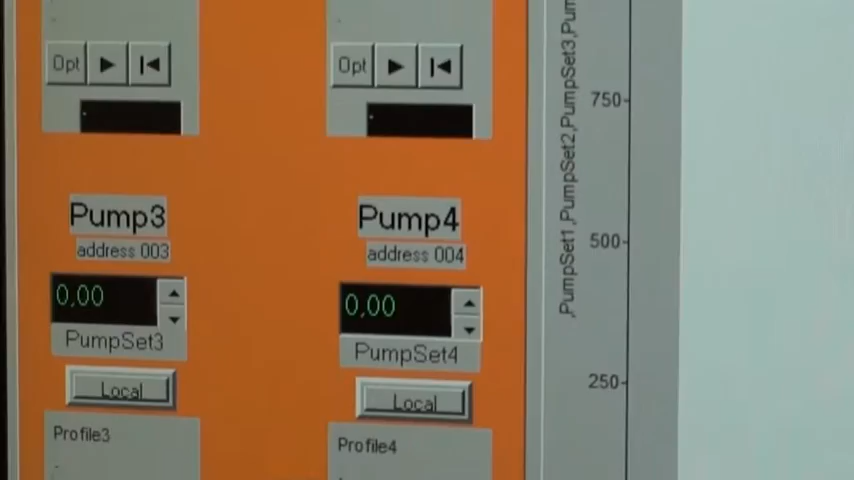 Opt
Opt
Pump3
address 003
0,00
PumpSet3
Local
Profile3
Pump4
address 004
0,00
PumpSet4
Local
Profile4
,PumpSet1,PumpSet2,PumpSet3,Pum
750
500
250